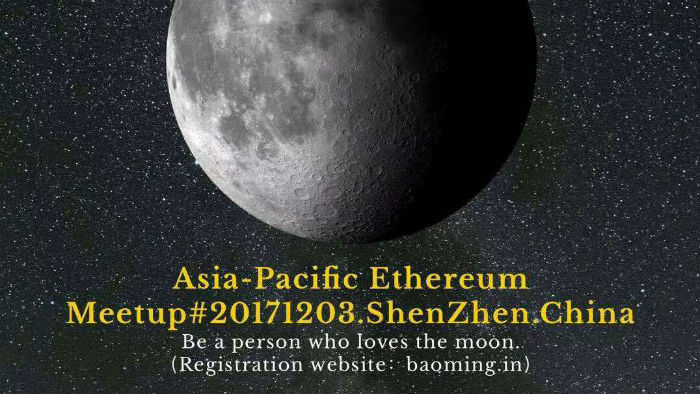 Asia-Pacific Ethereum
Meetup#20171203.ShenZhen.China
Be a person who loves the moon.
(Registration website：baoming.in)